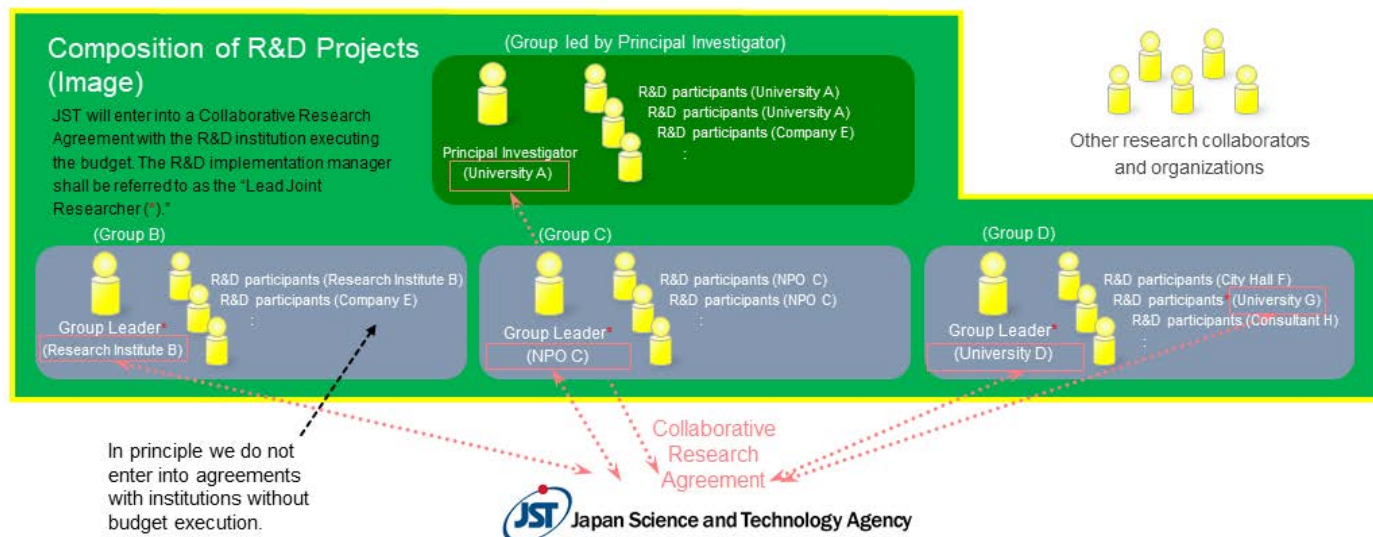 Composition of R&D Projects
(Image)
JST will enter into a Collaborative Research
Agreement with the R&D institution executing
the budget. The R&D implementation manager
shall be referred to as the "Lead Joint
Researcher (*)."
(Group led by Principal Investigator)
R&D participants (University A)
R&D participants (University A)
R&D participants (Company E)
:
Principal Investigator
(University A)
Other research collaborators
and organizations
(Group B)
R&D participants (Research Institute B)
R&D participants (Company E)
:
Group Leader*
(Research Institute B)
(Group C)
R&D participants (NPO C)
R&D participants (NPO C)
:
Group Leader*
(NPO C)
(Group D)
R&D participants (City Hall F)
R&D participants* (University G)
R&D participants (Consultant H)
:
Group Leader*
(University D)
In principle we do not
enter into agreements
with institutions without
budget execution.
Collaborative
Research
Agreement
JST Japan Science and Technology Agency